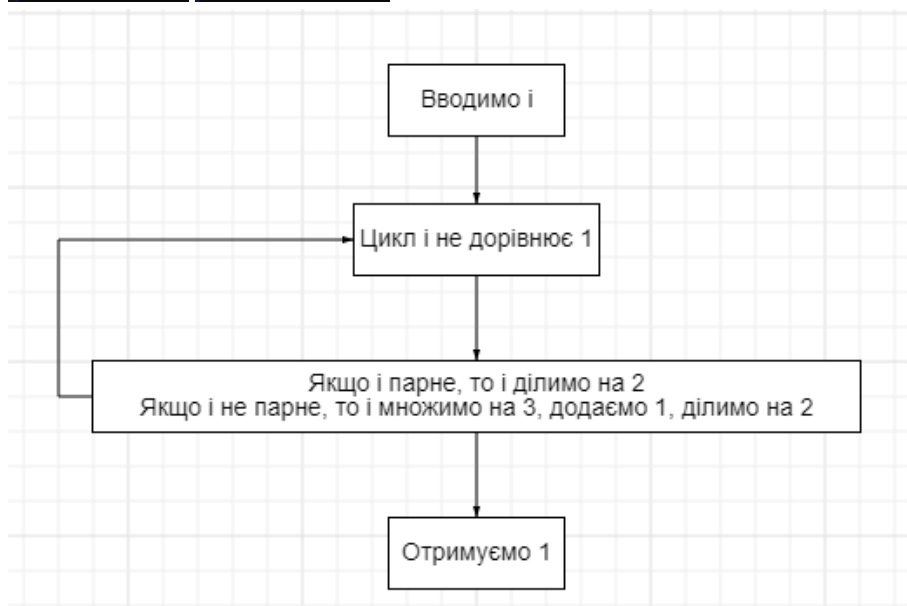 Вводимо і
Цикл і не дорівнює 1
Якщо і парне, то і ділимо на 2
Якщо і не парне, то і множимо на 3, додаємо 1, ділимо на 2
Отримуємо 1